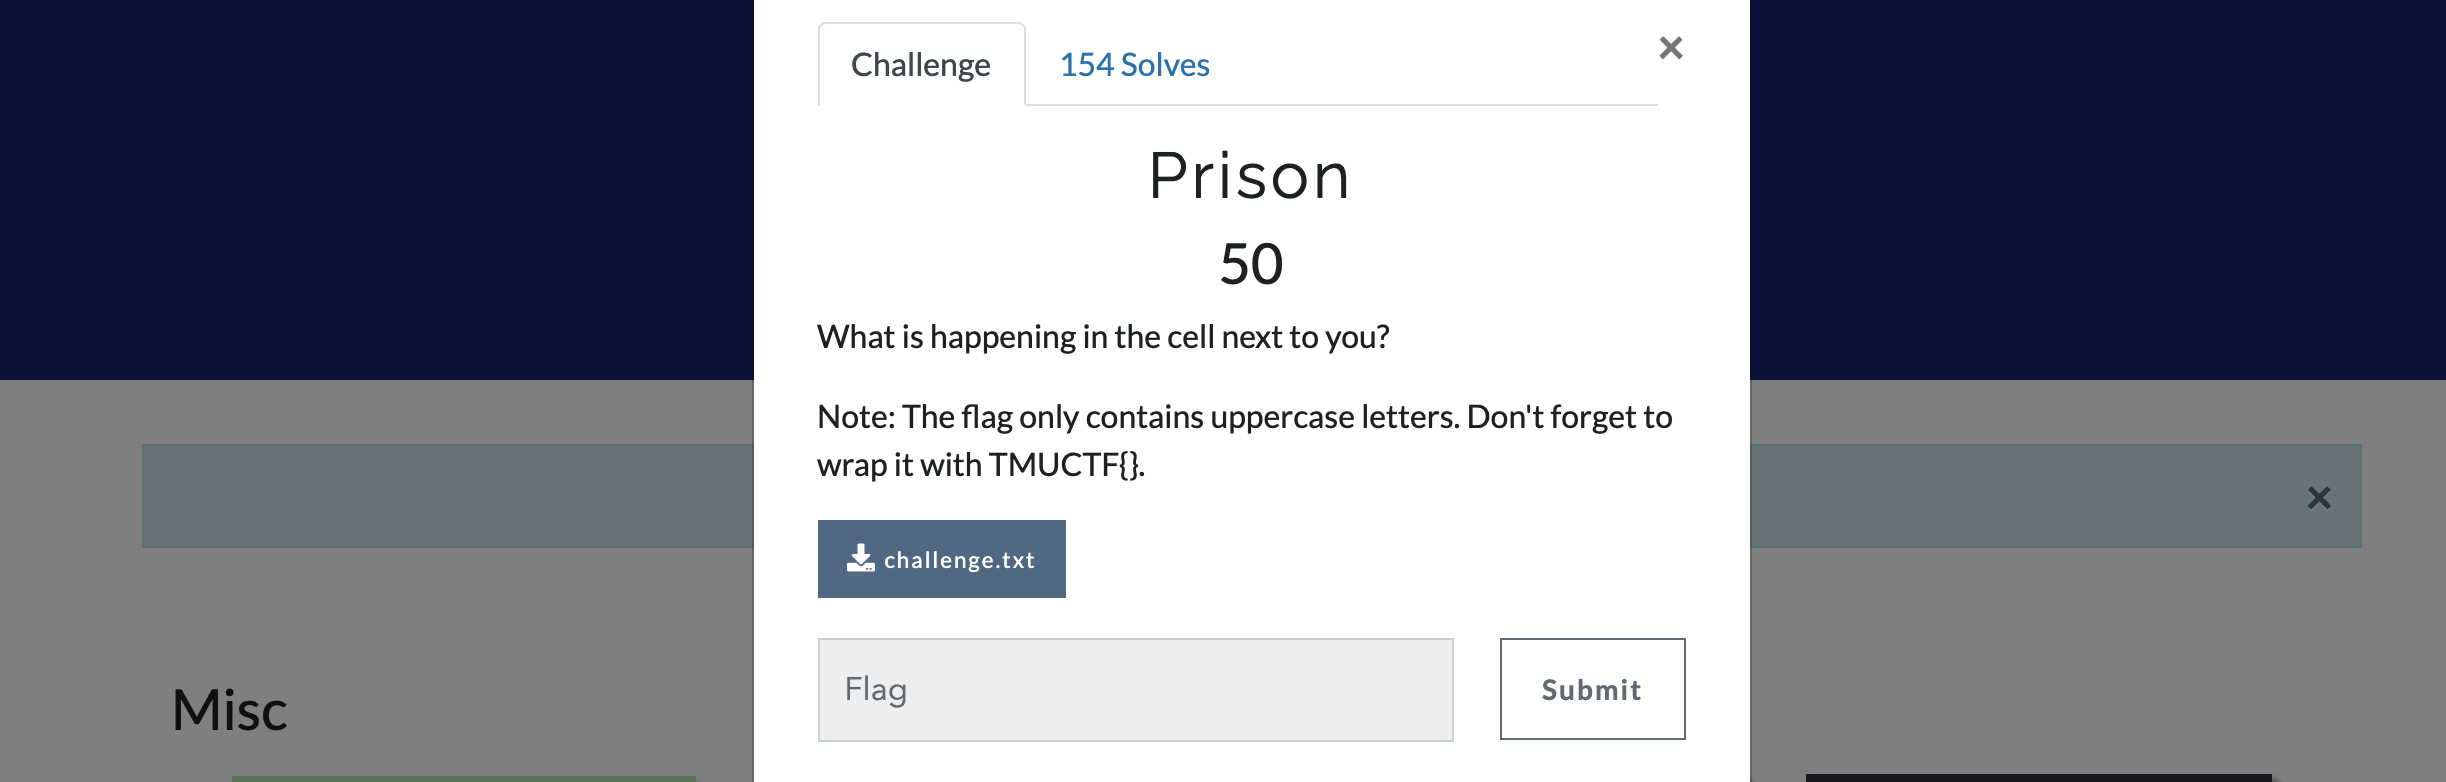 Challenge
154 Solves
×
Prison
50
What is happening in the cell next to you?
Note: The flag only contains uppercase letters. Don't forget to
wrap it with TMUCTF{}.
challenge.txt
×
Flag
Submit
Misc